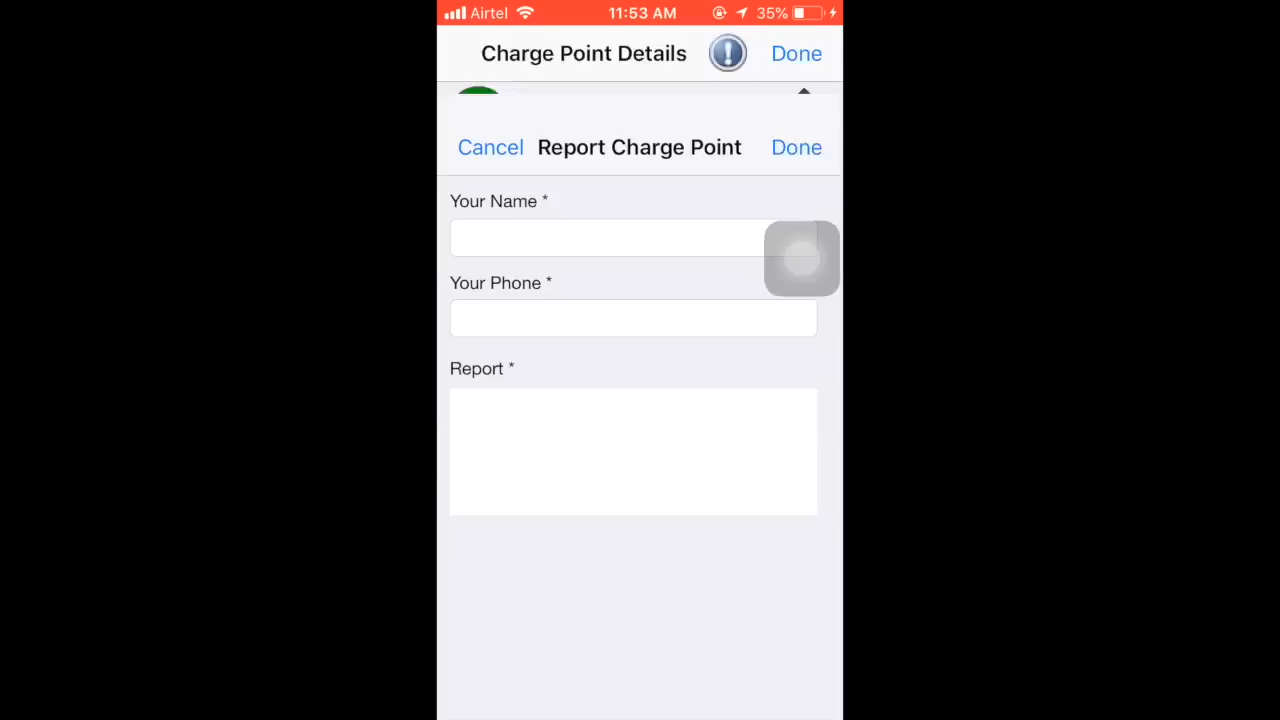 Airtel 11:53 AM 35%
Charge Point Details Done
Cancel Report Charge Point Done
Your Name *
Your Phone *
Report *